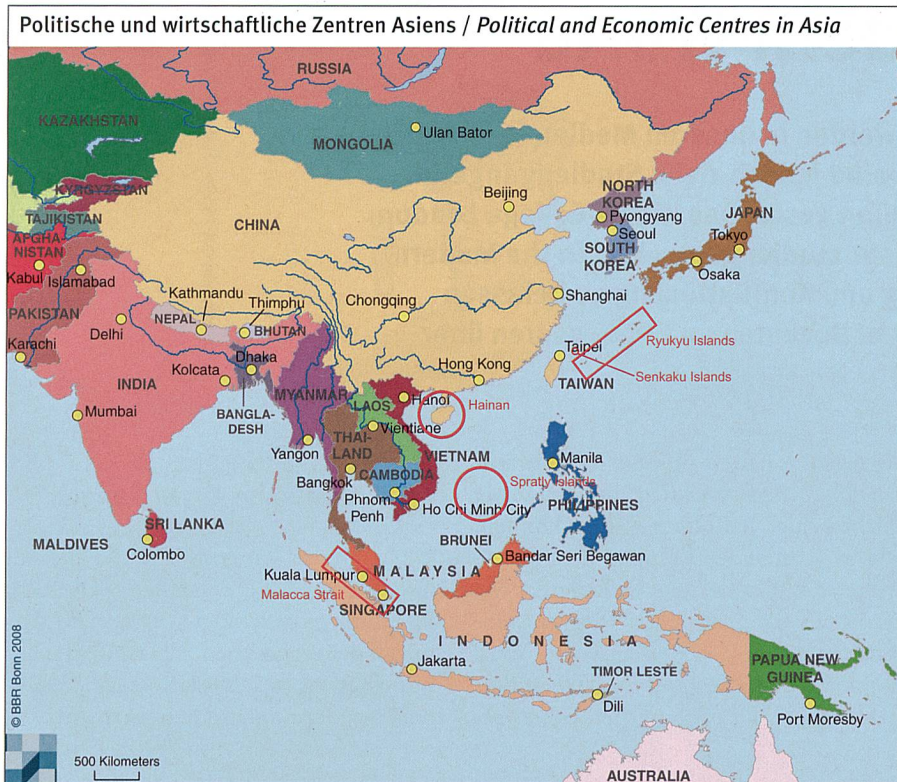 Politische und wirtschaftliche Zentren Asiens / Political and Economic Centres in Asia
RUSSIA
KAZAKHSTAN
MONGOLIA
Ulan Bator
KYRGYZSTAN
TAJIKISTAN
AFGHA-
NISTAN
Kabul
Islamabad
PAKISTAN
Karachi
CHINA
Beijing
NORTH
KOREA
Pyongyang
Seoul
SOUTH
KOREA
JAPAN
Tokyo
Osaka
Kathmandu
Thimphu
NEPAL
BHUTAN
Delhi
Dhaka
INDIA
Kolcata
Mumbai
BANGLA-
DESH
Chongqing
Shanghai
Hong Kong
Taipei
TAIWAN
Ryukyu Islands
Senkaku Islands
MYANMAR
LAOS
Hanoi
Hainan
Vientiane
THAI-
LAND
VIETNAM
Yangon
Bangkok
CAMBODIA
Phnom
Penh
Ho Chi Minh City
Spratly Islands
Manila
PHILIPPINES
SRI LANKA
MALDIVES
Colombo
BRUNEI
Bandar Seri Begawan
MALAYSIA
Kuala Lumpur
Malacca Strait
SINGAPORE
INDONESIA
Jakarta
TIMOR LESTE
Dili
PAPUA NEW
GUINEA
Port Moresby
AUSTRALIA
© BBR Bonn 2008
500 Kilometers